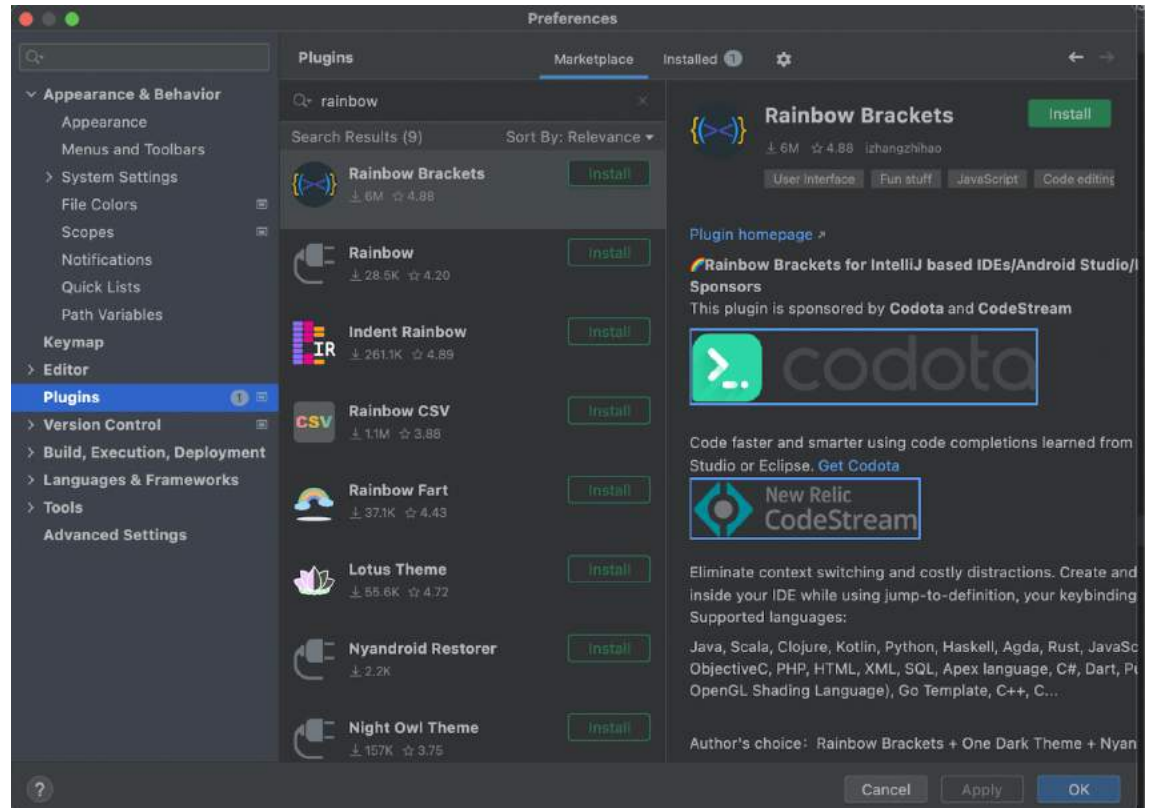 Preferences
Appearance & Behavior
Appearance
Menus and Toolbars
System Settings
File Colors
Scopes
Notifications
Quick Lists
Path Variables
Keymap
Editor
Plugins 1
Version Control
Build, Execution, Deployment
Languages & Frameworks
Tools
Advanced Settings
Plugins Marketplace Installed 1
rainbow
Search Results (9) Sort By: Relevance
Rainbow Brackets Install
6M 4.88
Rainbow Install
28.5K 4.20
Indent Rainbow Install
IR 261.1K 4.89
Rainbow CSV Install
CSV 1.1M 3.88
Rainbow Fart Install
37.1K 4.43
Lotus Theme Install
55.6K 4.72
Nyandroid Restorer Install
2.2K
Night Owl Theme Install
157K 3.75
{(><)} Rainbow Brackets Install
6M 4.88 izhangzhihao
User Interface Fun stuff JavaScript Code editing
Plugin homepage
🌈Rainbow Brackets for IntelliJ based IDEs/Android Studio/
Sponsors
This plugin is sponsored by Codota and CodeStream
codota
Code faster and smarter using code completions learned from
Studio or Eclipse. Get Codota
New Relic
CodeStream
Eliminate context switching and costly distractions. Create and
inside your IDE while using jump-to-definition, your keybinding
Supported languages:
Java, Scala, Clojure, Kotlin, Python, Haskell, Agda, Rust, JavaSc
ObjectiveC, PHP, HTML, XML, SQL, Apex language, C#, Dart, Pu
OpenGL Shading Language), Go Template, C++, C...
Author's choice: Rainbow Brackets + One Dark Theme + Nyan
? Cancel Apply OK